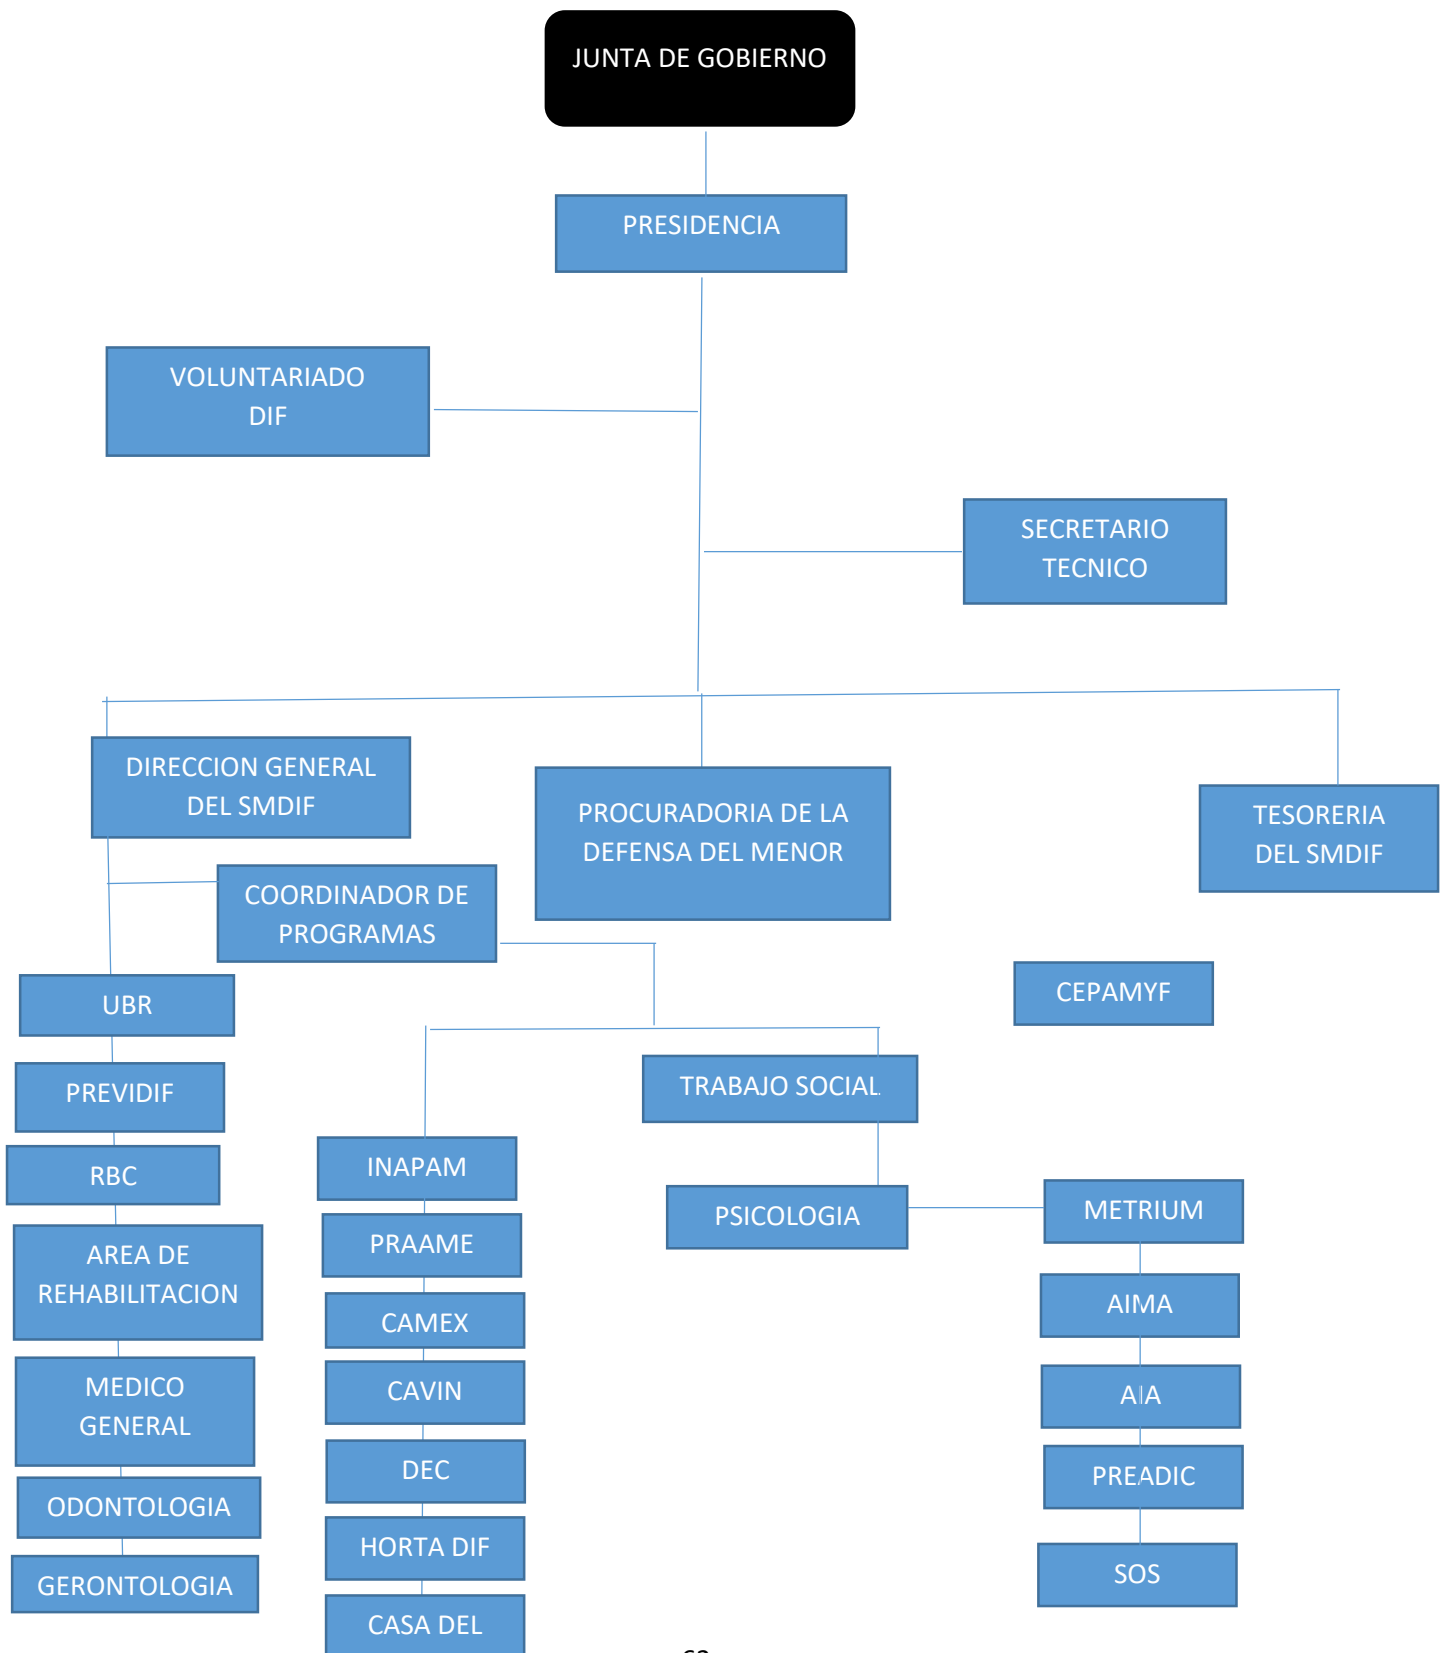 JUNTA DE GOBIERNO
PRESIDENCIA
VOLUNTARIADO
DIF
SECRETARIO
TECNICO
DIRECCION GENERAL
DEL SMDIF
PROCURADORIA DE LA
DEFENSA DEL MENOR
TESORERIA
DEL SMDIF
COORDINADOR DE
PROGRAMAS
UBR
PREVIDIF
RBC
AREA DE
REHABILITACION
MEDICO
GENERAL
ODONTOLOGIA
GERONTOLOGIA
INAPAM
PRAAME
CAMEX
CAVIN
DEC
HORTA DIF
CASA DEL
TRABAJO SOCIAL
PSICOLOGIA
CEPAMYF
METRIUM
AIMA
AIA
PREADIC
SOS